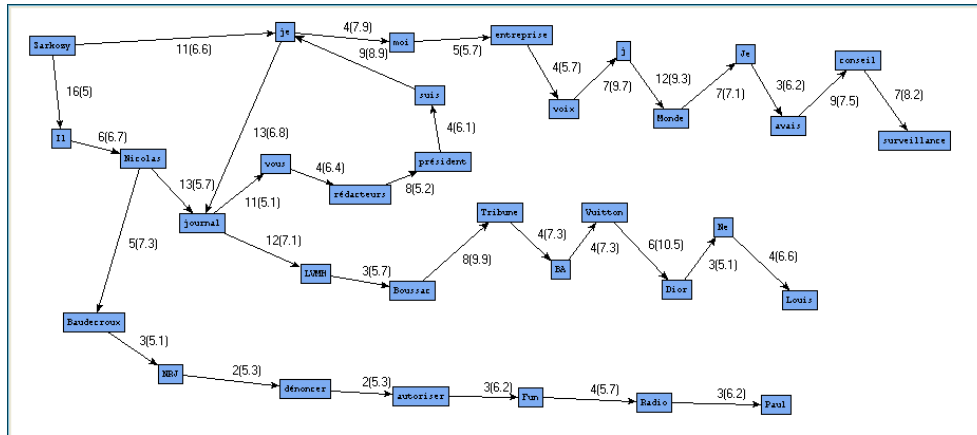 je
4(7.9)
moi
5(5.7)
entreprise
Sarkosy
11(6.6)
9(8.9)
4(5.7)
j
12(9.3)
Je
conseil
16(5)
suis
voix
7(9.7)
Monde
7(7.1)
3(6.2)
avais
9(7.5)
7(8.2)
surveillance
Il
6(6.7)
Nicolas
13(6.8)
vous
4(6.4)
rédacteurs
8(5.2)
président
4(6.1)
13(5.7)
journal
11(5.1)
12(7.1)
LVMH
3(5.7)
Boussac
8(9.9)
Tribune
4(7.3)
BA
4(7.3)
Vuitton
6(10.5)
Dior
3(5.1)
Ne
4(6.6)
Louis
5(7.3)
Baudecroux
3(5.1)
NRJ
2(5.3)
dénoncer
2(5.3)
autoriser
3(6.2)
Fun
4(5.7)
Radio
3(6.2)
Paul